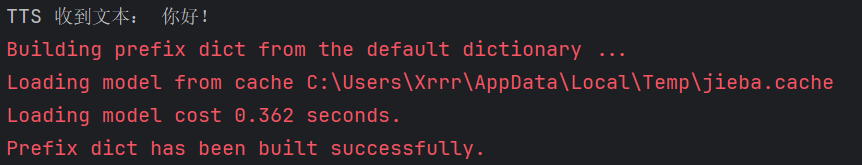 TTS 收到文本： 你好！
Building prefix dict from the default dictionary ...
Loading model from cache C:\Users\Xrrr\AppData\Local\Temp\jieba.cache
Loading model cost 0.362 seconds.
Prefix dict has been built successfully.